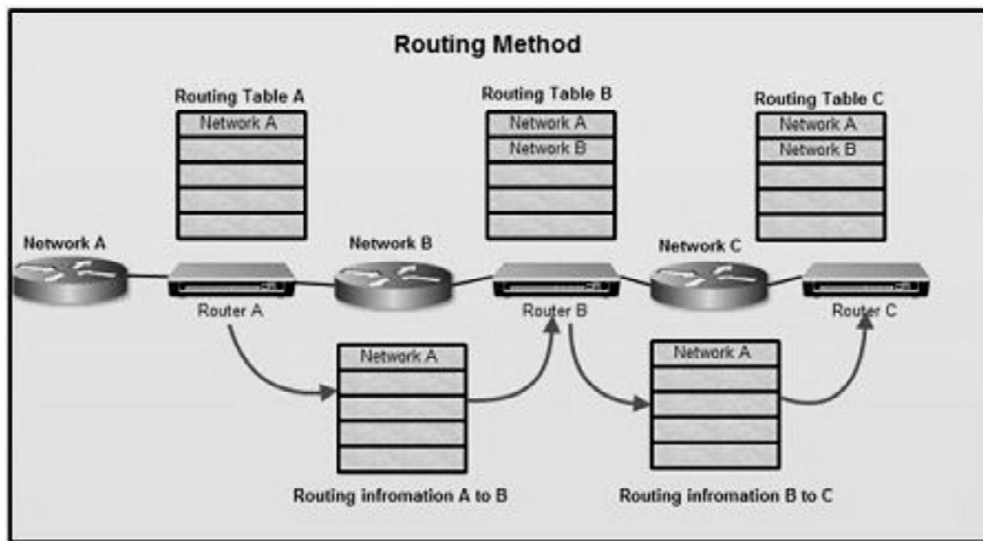 Routing Method
Routing Table A
Network A
Routing Table B
Network A
Network B
Routing Table C
Network A
Network B
Network A
Network B
Network C
Router A
Router B
Router C
Network A
Routing infromation A to B
Network A
Routing infromation B to C